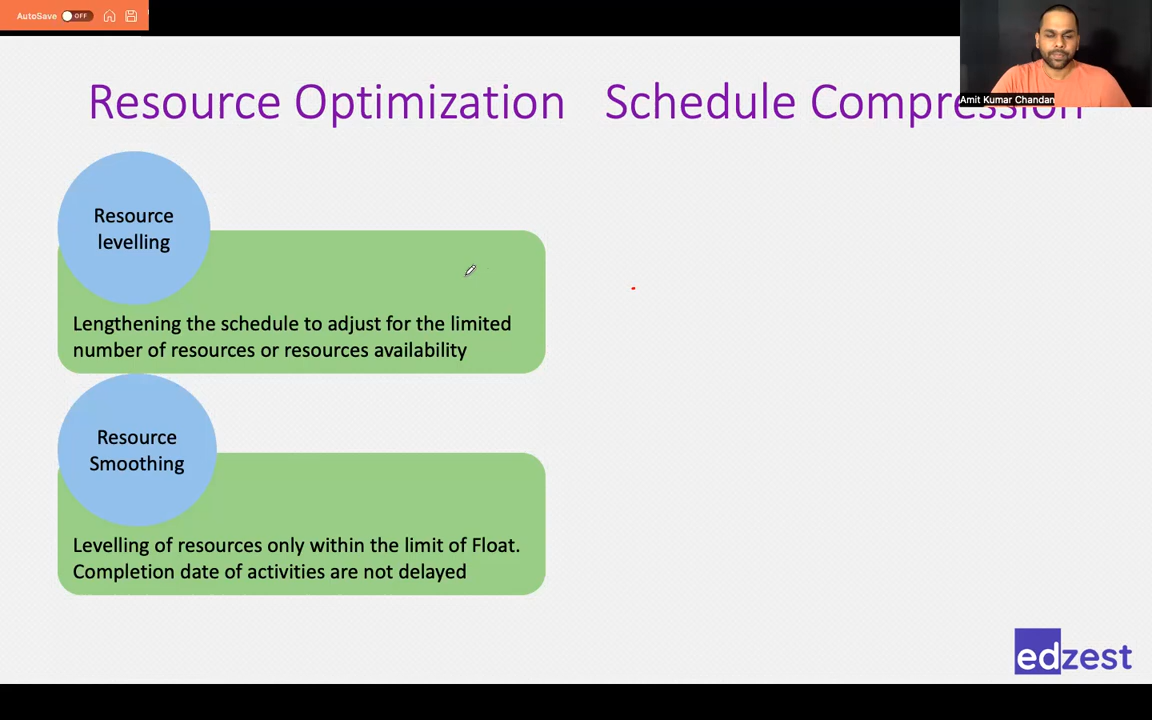 AutoSave OFF
Resource Optimization
Schedule Compression
Amit Kumar Chandan
Resource
levelling
Lengthening the schedule to adjust for the limited
number of resources or resources availability
Resource
Smoothing
Levelling of resources only within the limit of Float.
Completion date of activities are not delayed
edzest